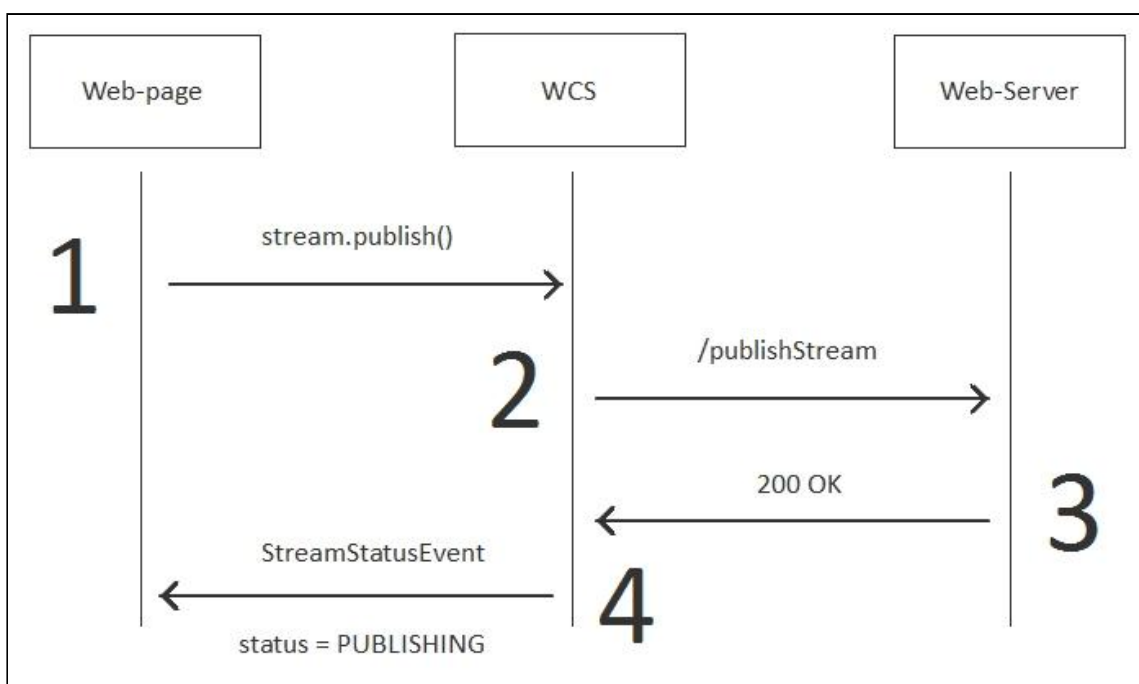 Web-page
WCS
Web-Server
1
stream.publish()
2
/publishStream
200 OK
3
StreamStatusEvent
4
status = PUBLISHING